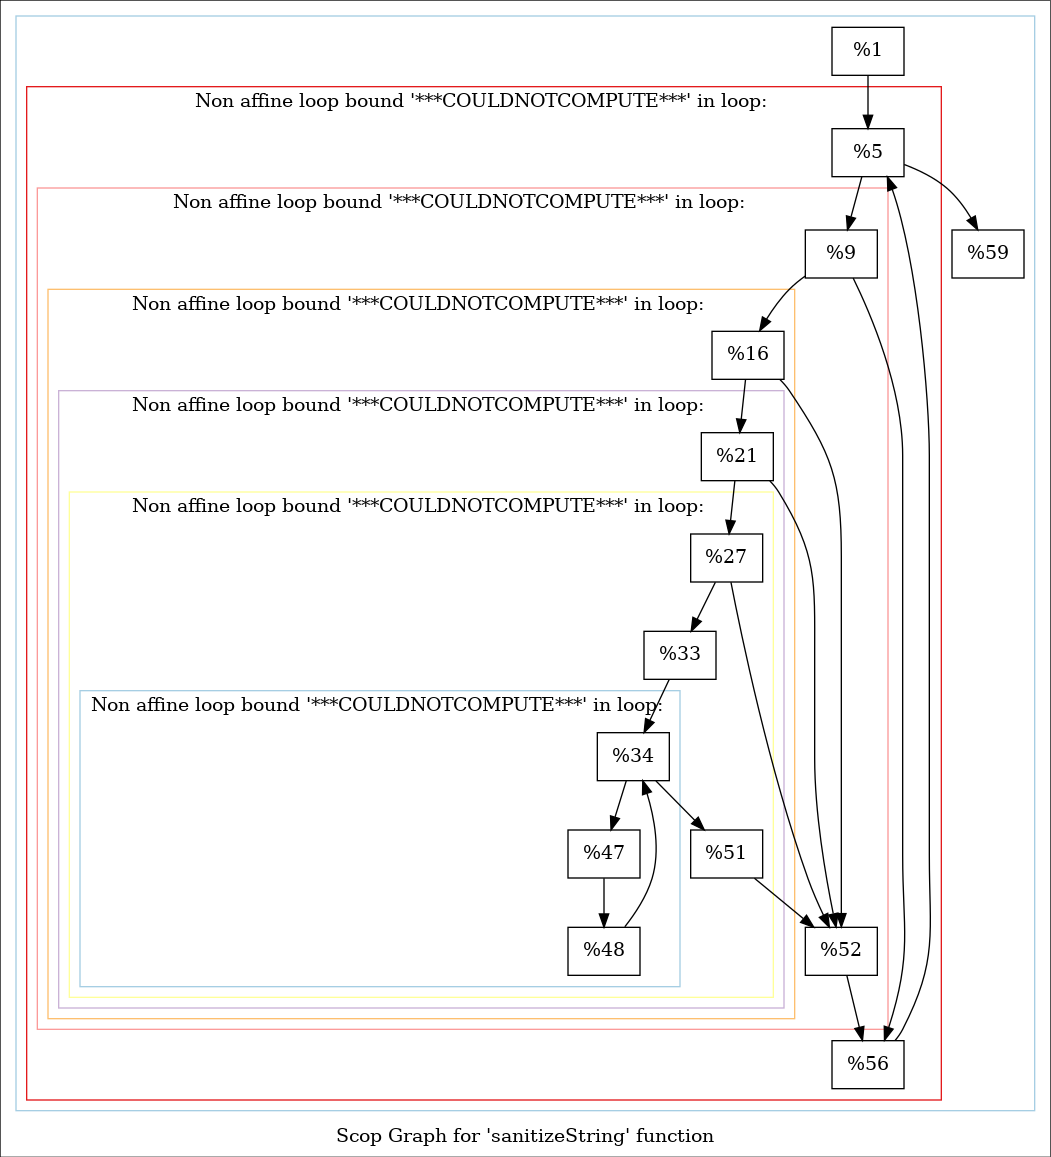 %1
Non affine loop bound '***COULDNOTCOMPUTE***' in loop:
%5
Non affine loop bound '***COULDNOTCOMPUTE***' in loop:
%9
%59
Non affine loop bound '***COULDNOTCOMPUTE***' in loop:
%16
Non affine loop bound '***COULDNOTCOMPUTE***' in loop:
%21
Non affine loop bound '***COULDNOTCOMPUTE***' in loop:
%27
%33
Non affine loop bound '***COULDNOTCOMPUTE***' in loop:
%34
%47
%51
%48
%52
%56
Scop Graph for 'sanitizeString' function